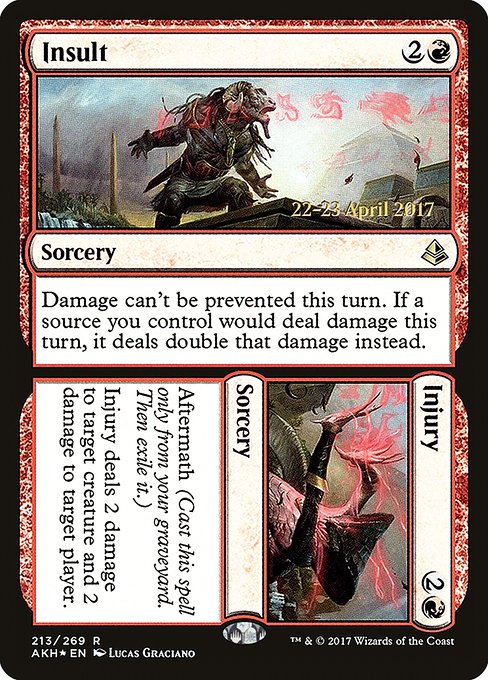 Insult 2
22-23 April 2017
Sorcery
Damage can't be prevented this turn. If a
source you control would deal damage this
turn, it deals double that damage instead.
Injury 2
Sorcery
Aftermath (Cast this spell
only from your graveyard.
Then exile it.)
Injury deals 2 damage
to target creature and 2
damage to target player.
213/269 R
AKH★EN Lucas Graciano
™ & © 2017 Wizards of the Coast